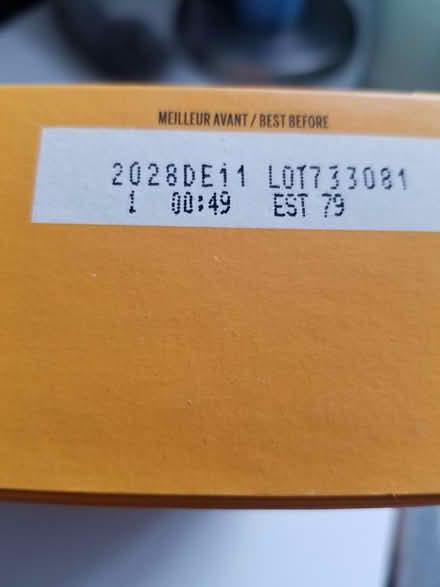 MEILLEUR AVANT / BEST BEFORE
2028DE11 LOT733081
1 00:49 EST 79